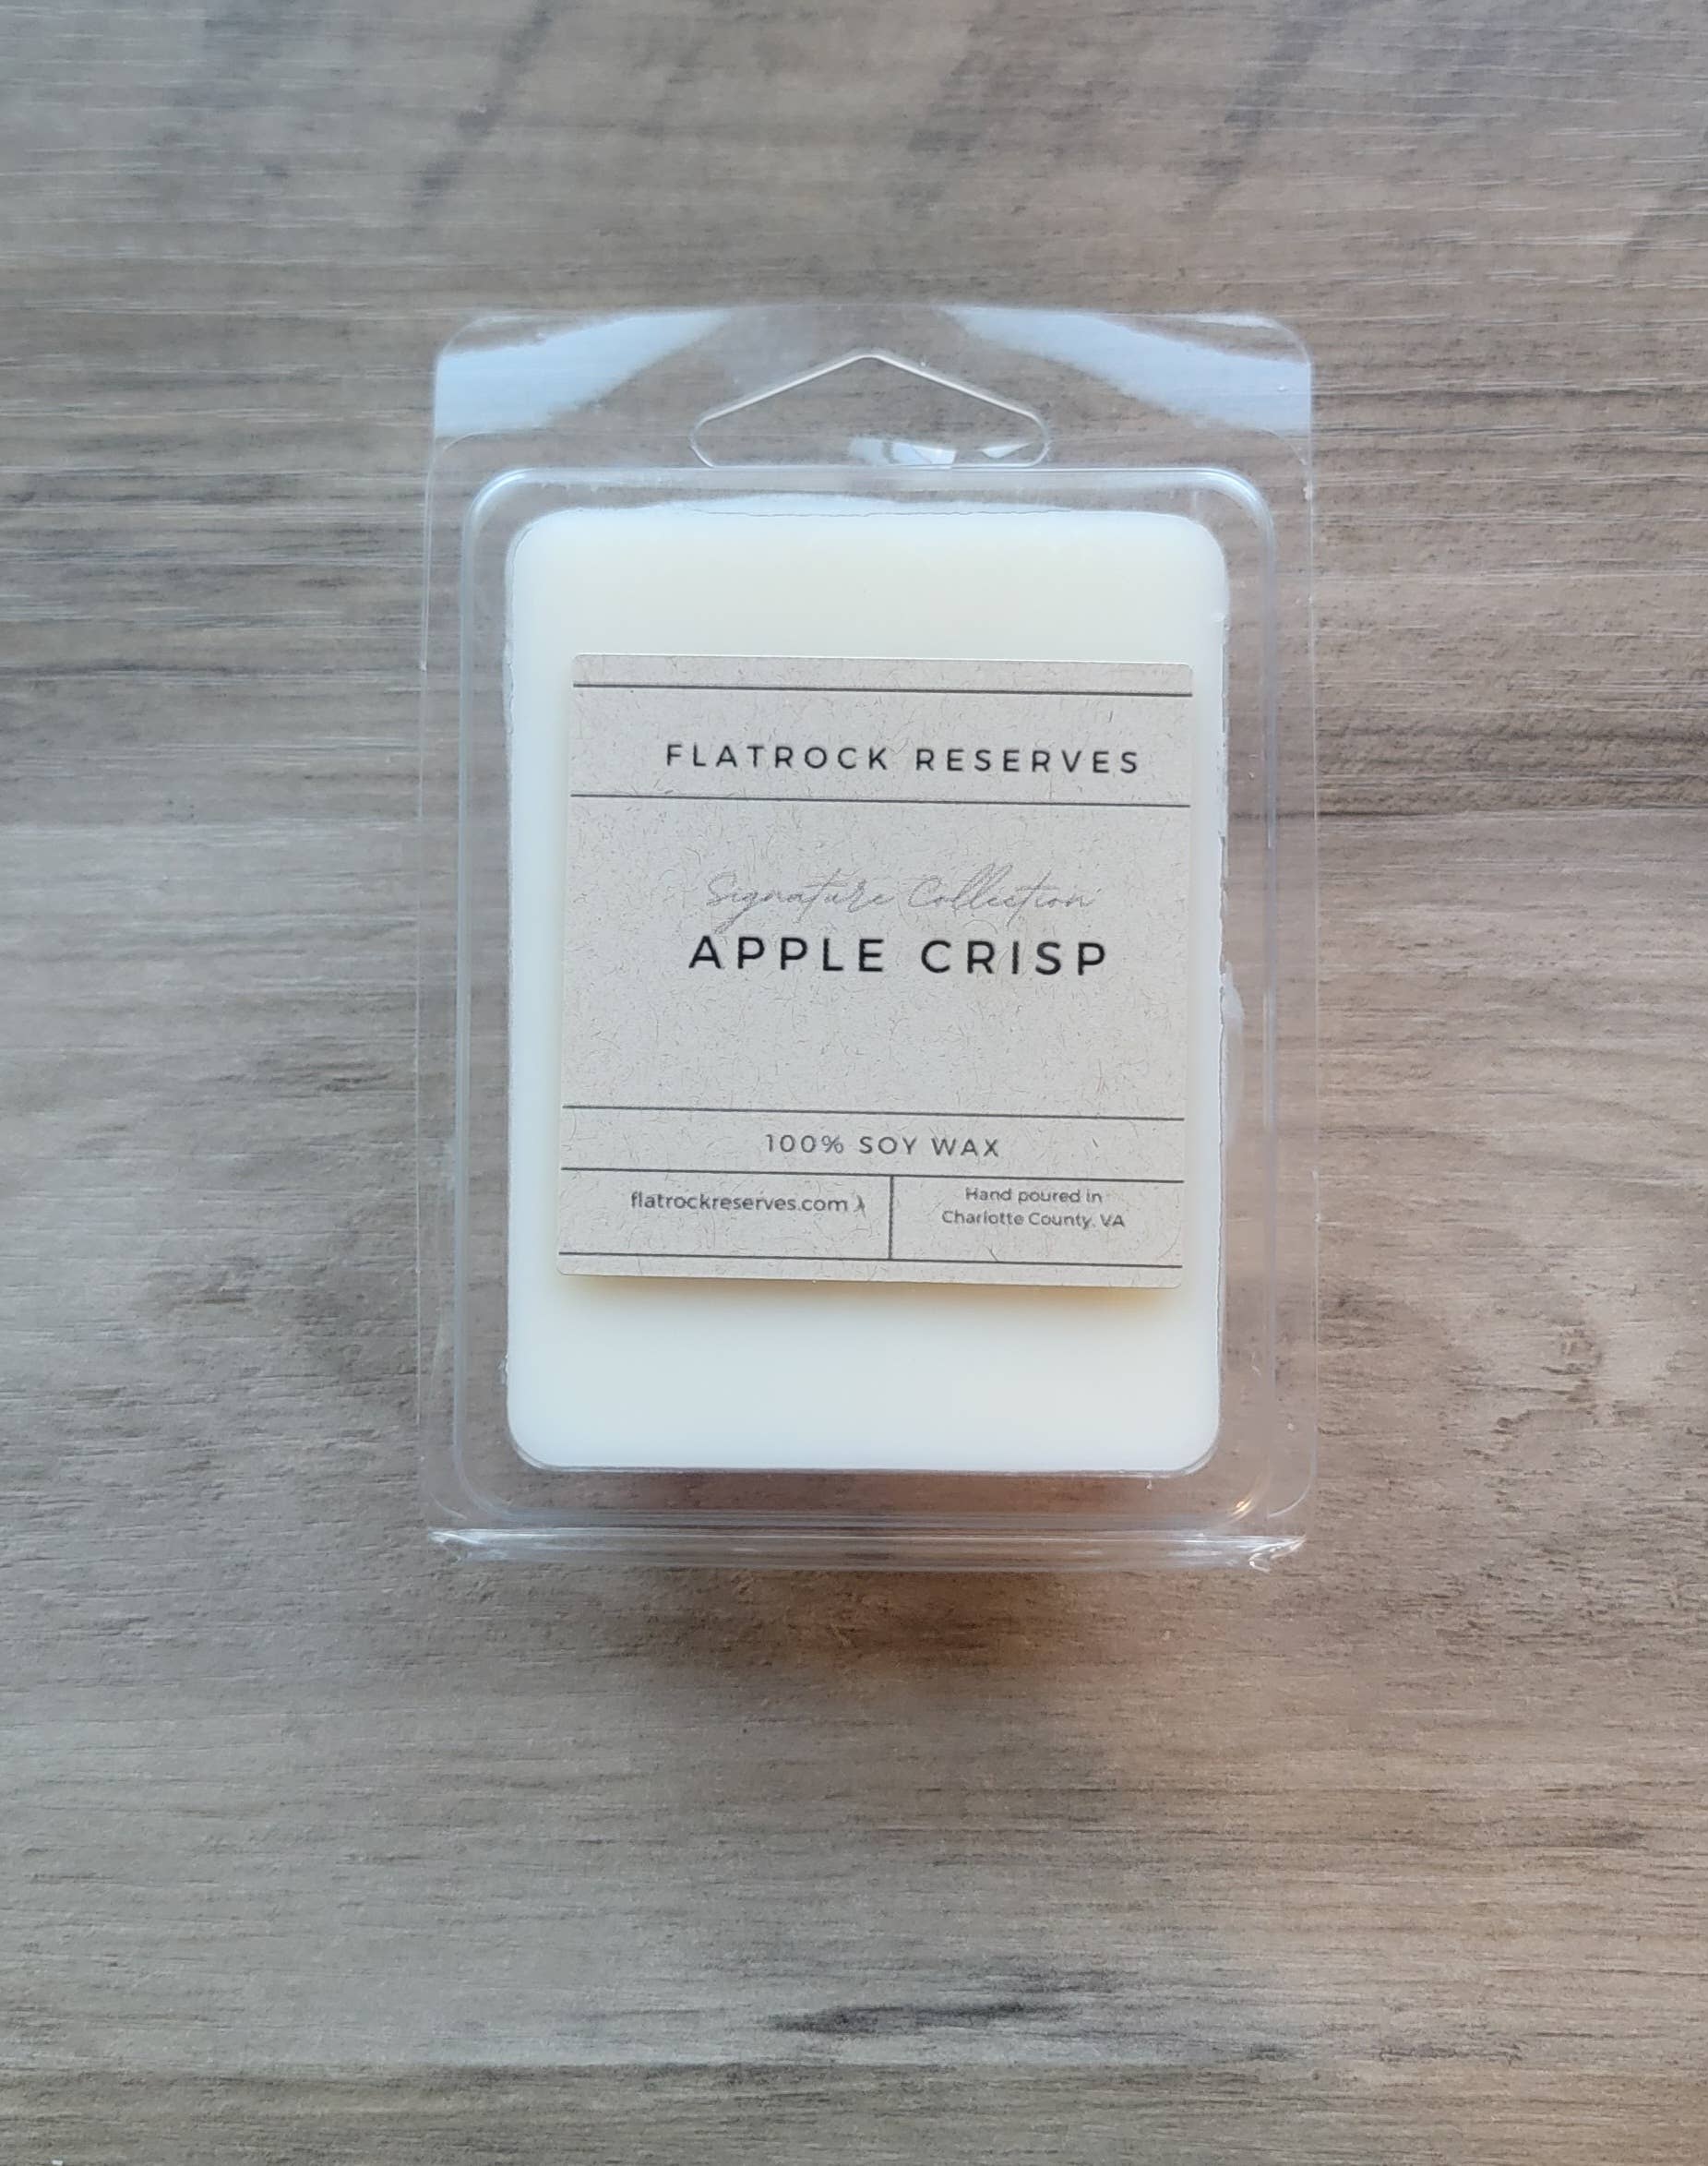 FLATROCK RESERVES
Signature Collection
APPLE CRISP
100% SOY WAX
flatrockreserves.com
Hand poured in
Charlotte County, VA